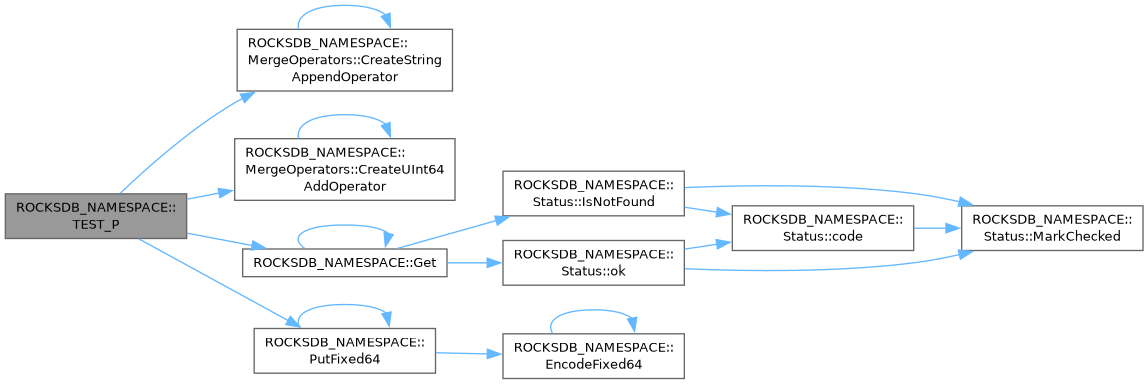 ROCKSDB_NAMESPACE::
MergeOperators::CreateString
AppendOperator
ROCKSDB_NAMESPACE::
MergeOperators::CreateUInt64
AddOperator
ROCKSDB_NAMESPACE::
TEST_P
ROCKSDB_NAMESPACE::Get
ROCKSDB_NAMESPACE::
PutFixed64
ROCKSDB_NAMESPACE::
Status::IsNotFound
ROCKSDB_NAMESPACE::
Status::ok
ROCKSDB_NAMESPACE::
EncodeFixed64
ROCKSDB_NAMESPACE::
Status::code
ROCKSDB_NAMESPACE::
Status::MarkChecked